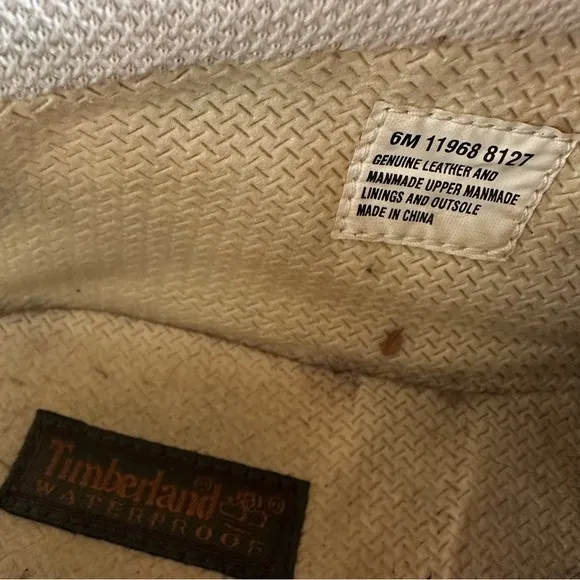 6M 11968 8127
GENUINE LEATHER AND
MANMADE UPPER MANMADE
LININGS AND OUTSOLE
MADE IN CHINA
Timberland
WATERPROOF